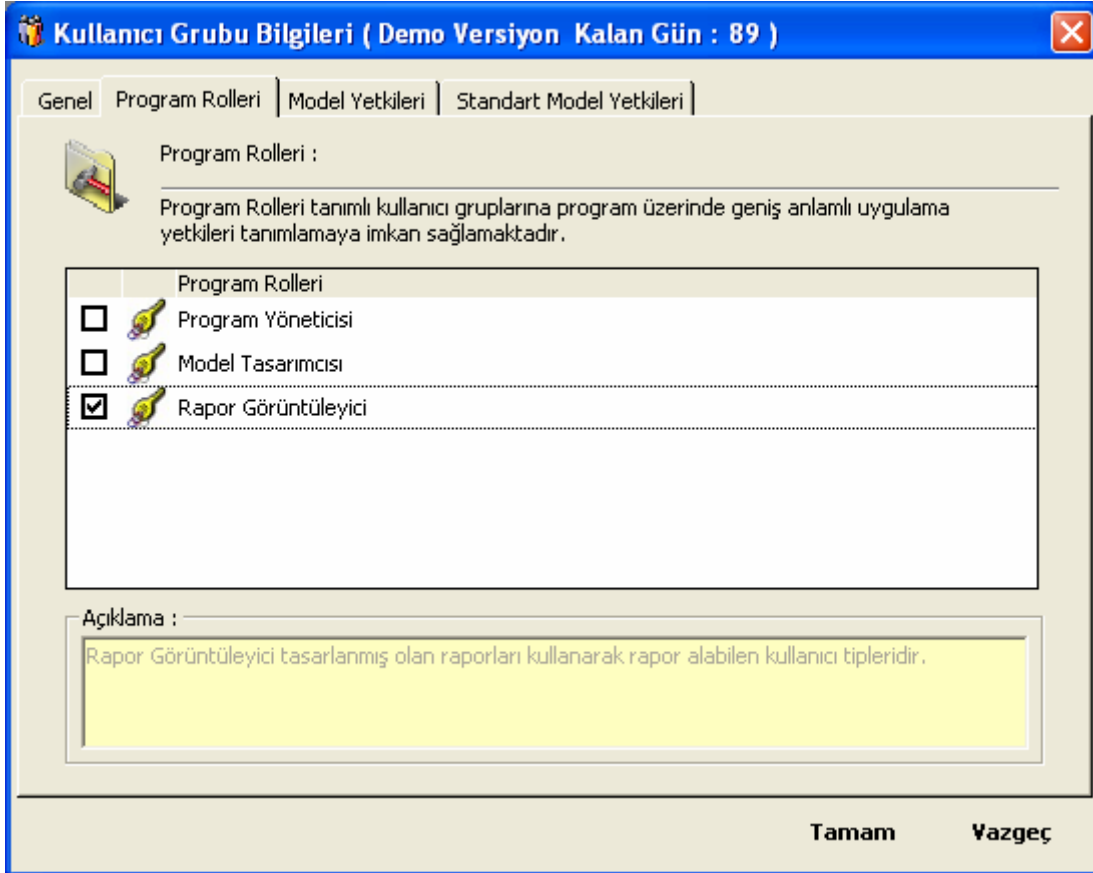 Kullanıcı Grubu Bilgileri ( Demo Versiyon  Kalan Gün : 89 )
Genel Program Rolleri Model Yetkileri Standart Model Yetkileri
Program Rolleri :
Program Rolleri tanımlı kullanıcı gruplarına program üzerinde geniş anlamlı uygulama
yetkileri tanımlamaya imkan sağlamaktadır.
Program Rolleri
Program Yöneticisi
Model Tasarımcısı
Rapor Görüntüleyici
Açıklama :
Rapor Görüntüleyici tasarlanmış olan raporları kullanarak rapor alabilen kullanıcı tipleridir.
Tamam Vazgeç